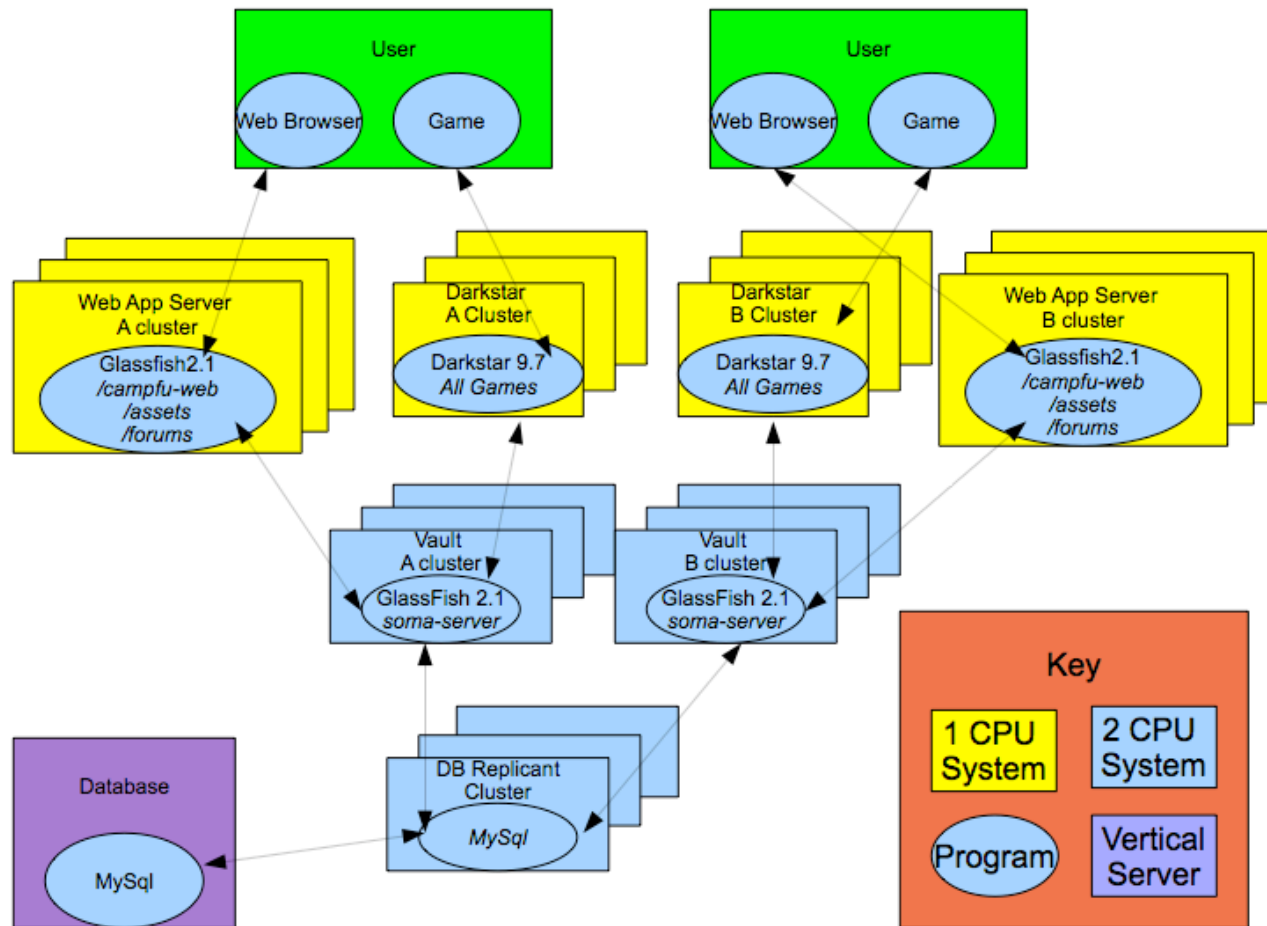 User
Web Browser
Game
User
Web Browser
Game
Web App Server
A cluster
Glassfish2.1
/campfu-web
/assets
/forums
Darkstar
A Cluster
Darkstar 9.7
All Games
Darkstar
B Cluster
Darkstar 9.7
All Games
Web App Server
B cluster
Glassfish2.1
/campfu-web
/assets
/forums
Vault
A cluster
GlassFish 2.1
soma-server
Vault
B cluster
GlassFish 2.1
soma-server
Database
MySql
DB Replicant
Cluster
MySql
Key
1 CPU
System
2 CPU
System
Program
Vertical
Server